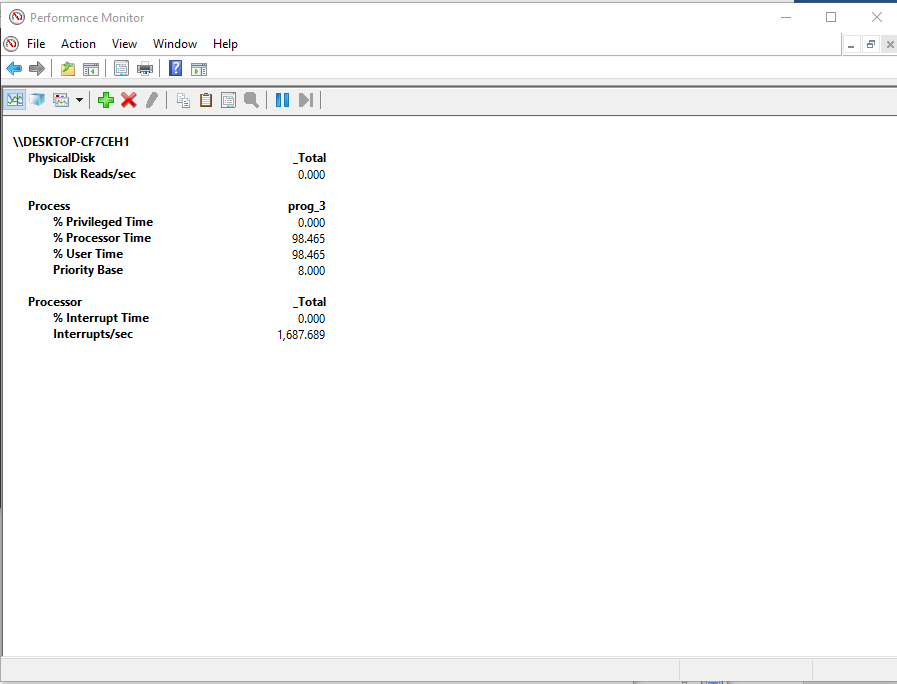 Performance Monitor
File Action View Window Help
\\DESKTOP-CF7CEH1
PhysicalDisk _Total
Disk Reads/sec 0.000
Process prog_3
% Privileged Time 0.000
% Processor Time 98.465
% User Time 98.465
Priority Base 8.000
Processor _Total
% Interrupt Time 0.000
Interrupts/sec 1,687.689